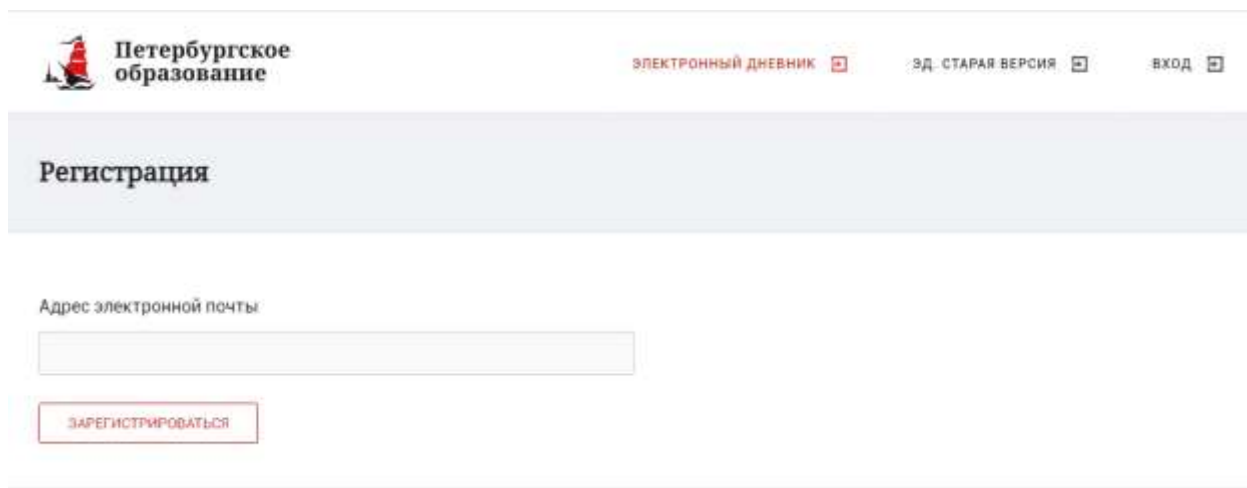 Петербургское
образование
ЭЛЕКТРОННЫЙ ДНЕВНИК
ЭД. СТАРАЯ ВЕРСИЯ
ВХОД
Регистрация
Адрес электронной почты
ЗАРЕГИСТРИРОВАТЬСЯ